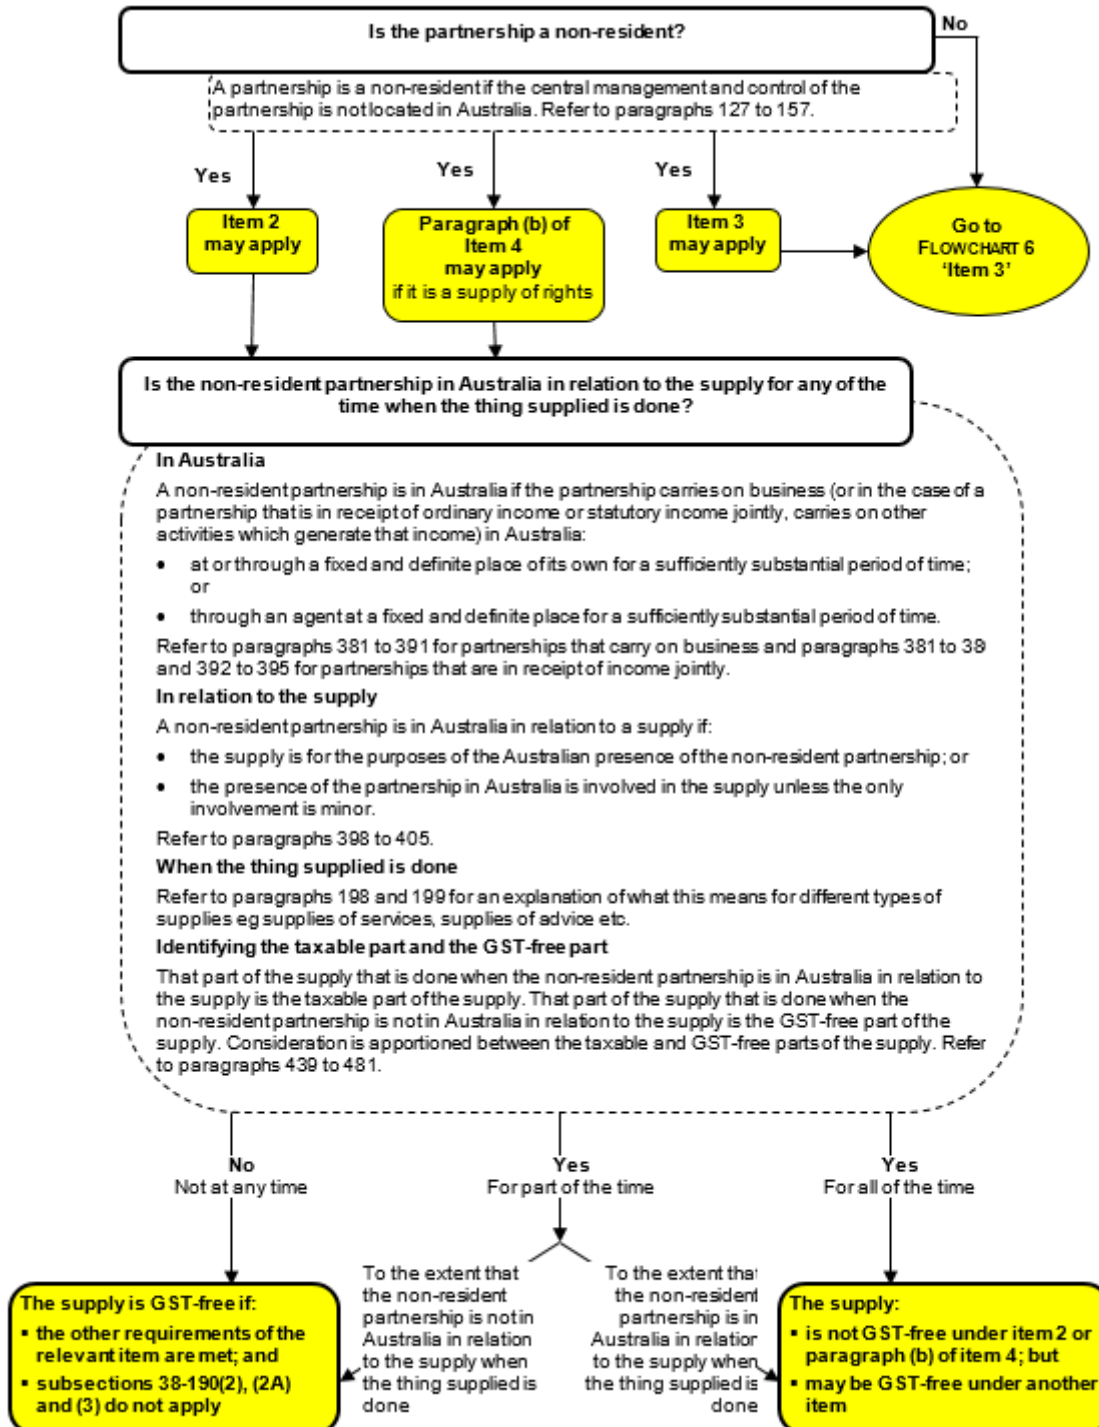 Is the partnership a non-resident?
No
A partnership is a non-resident if the central management and control of the
partnership is not located in Australia. Refer to paragraphs 127 to 157.
Yes
Yes
Yes
Item 2
may apply
Paragraph (b) of
Item 4
may apply
if it is a supply of rights
Item 3
may apply
Go to
FLOWCHART 6
‘Item 3’
Is the non-resident partnership in Australia in relation to the supply for any of the
time when the thing supplied is done?
In Australia
A non-resident partnership is in Australia if the partnership carries on business (or in the case of a
partnership that is in receipt of ordinary income or statutory income jointly, carries on other
activities which generate that income) in Australia:
• at or through a fixed and definite place of its own for a sufficiently substantial period of time;
or
• through an agent at a fixed and definite place for a sufficiently substantial period of time.
Refer to paragraphs 381 to 391 for partnerships that carry on business and paragraphs 381 to 38
and 392 to 395 for partnerships that are in receipt of income jointly.
In relation to the supply
A non-resident partnership is in Australia in relation to a supply if:
• the supply is for the purposes of the Australian presence of the non-resident partnership; or
• the presence of the partnership in Australia is involved in the supply unless the only
involvement is minor.
Refer to paragraphs 398 to 405.
When the thing supplied is done
Refer to paragraphs 198 and 199 for an explanation of what this means for different types of
supplies eg supplies of services, supplies of advice etc.
Identifying the taxable part and the GST-free part
That part of the supply that is done when the non-resident partnership is in Australia in relation to
the supply is the taxable part of the supply. That part of the supply that is done when the
non-resident partnership is not in Australia in relation to the supply is the GST-free part of the
supply. Consideration is apportioned between the taxable and GST-free parts of the supply. Refer
to paragraphs 439 to 481.
No
Not at any time
Yes
For part of the time
Yes
For all of the time
The supply is GST-free if:
▪ the other requirements of the
relevant item are met; and
▪ subsections 38-190(2), (2A)
and (3) do not apply
To the extent that
the non-resident
partnership is not in
Australia in relation
to the supply when
the thing supplied is
done
To the extent that
the non-resident
partnership is in
Australia in relation
to the supply when
the thing supplied is
done
The supply:
▪ is not GST-free under item 2 or
paragraph (b) of item 4; but
▪ may be GST-free under another
item